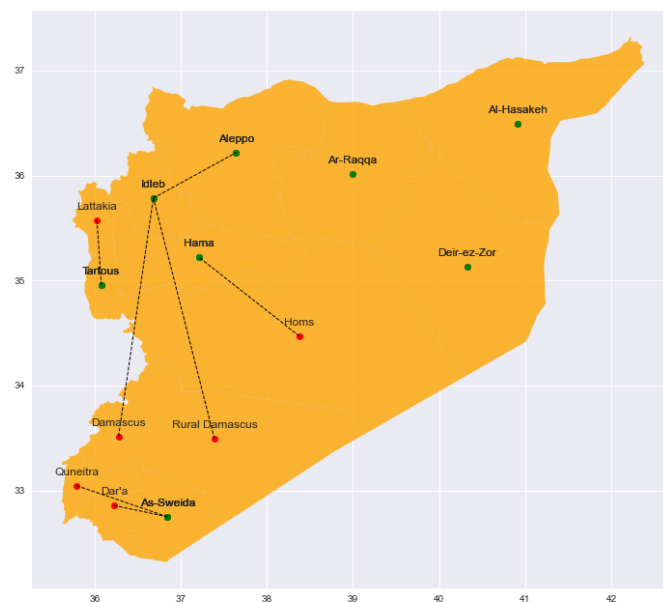 37
Al-Hasakeh
Aleppo
Ar-Raqqa
36
Idleb
Lattakia
Hama
Deir-ez-Zor
Tartous
35
Homs
34
Damascus
Rural Damascus
Quneitra
Dar'a
33
As-Sweida
36
37
38
39
40
41
42